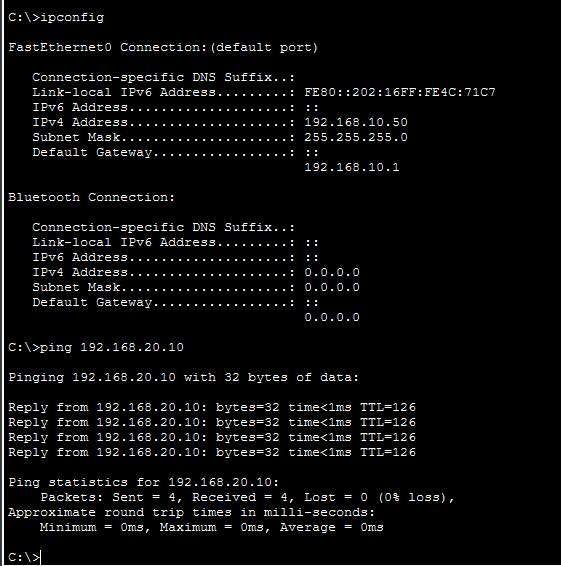 C:\>ipconfig
FastEthernet0 Connection:(default port)
Connection-specific DNS Suffix..:
Link-local IPv6 Address.........: FE80::202:16FF:FE4C:71C7
IPv6 Address....................: ::
IPv4 Address....................: 192.168.10.50
Subnet Mask.....................: 255.255.255.0
Default Gateway.................: ::
192.168.10.1
Bluetooth Connection:
Connection-specific DNS Suffix..:
Link-local IPv6 Address.........: ::
IPv6 Address....................: ::
IPv4 Address....................: 0.0.0.0
Subnet Mask.....................: 0.0.0.0
Default Gateway.................: ::
0.0.0.0
C:\>ping 192.168.20.10
Pinging 192.168.20.10 with 32 bytes of data:
Reply from 192.168.20.10: bytes=32 time<1ms TTL=126
Reply from 192.168.20.10: bytes=32 time<1ms TTL=126
Reply from 192.168.20.10: bytes=32 time<1ms TTL=126
Reply from 192.168.20.10: bytes=32 time<1ms TTL=126
Ping statistics for 192.168.20.10:
Packets: Sent = 4, Received = 4, Lost = 0 (0% loss),
Approximate round trip times in milli-seconds:
Minimum = 0ms, Maximum = 0ms, Average = 0ms
C:\>